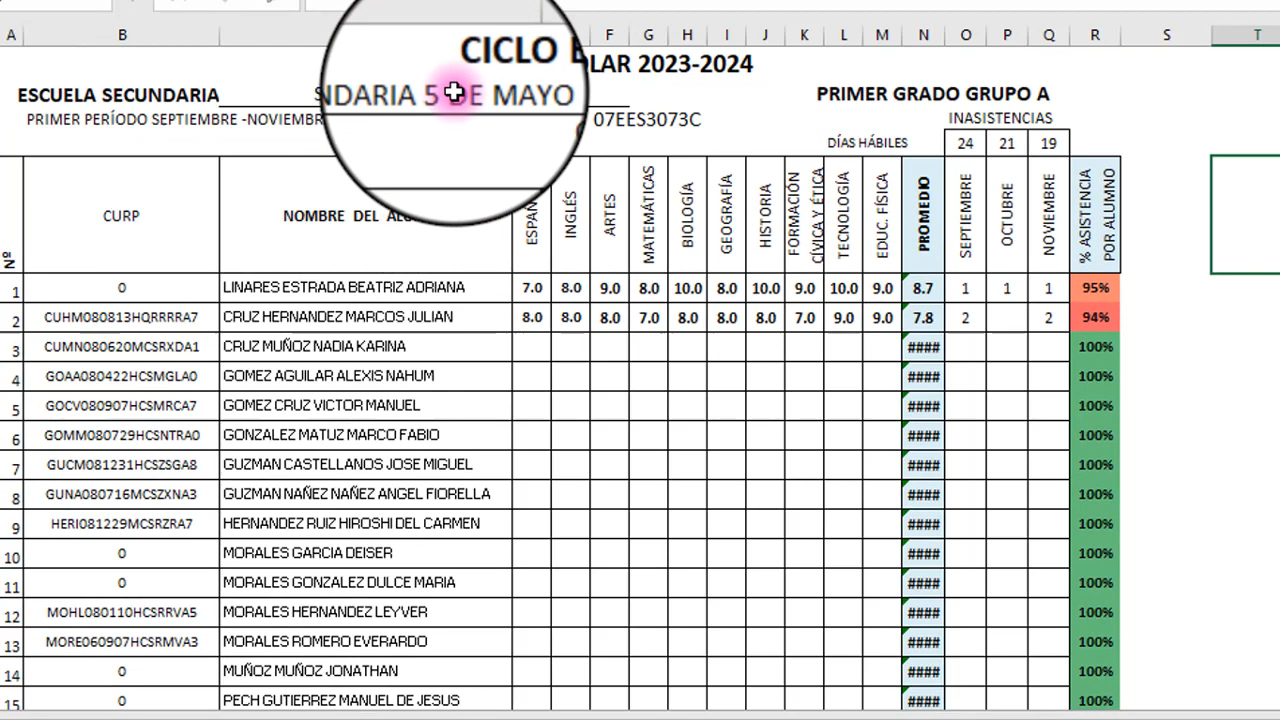 A B F G H I J K L M N O P Q R S T
CICLO OLAR 2023-2024
ESCUELA SECUNDARIA NDARIA 5 DE MAYO PRIMER GRADO GRUPO A
PRIMER PERÍODO SEPTIEMBRE -NOVIEMBR 07EES3073C INASISTENCIAS
DÍAS HÁBILES 24 21 19
Nº CURP NOMBRE DEL ESPAÑ INGLÉS ARTES MATEMÁTICAS BIOLOGÍA GEOGRAFÍA HISTORIA FORMACIÓN CÍVICA Y ÉTICA TECNOLOGÍA EDUC. FÍSICA PROMEDIO SEPTIEMBRE OCTUBRE NOVIEMBRE % ASISTENCIA POR ALUMNO
1 0 LINARES ESTRADA BEATRIZ ADRIANA 7.0 8.0 9.0 8.0 10.0 8.0 10.0 9.0 10.0 9.0 8.7 1 1 1 95%
2 CUHM080813HQRRRRA7 CRUZ HERNANDEZ MARCOS JULIAN 8.0 8.0 8.0 7.0 8.0 8.0 8.0 7.0 9.0 9.0 7.8 2 2 94%
3 CUMN080620MCSRXDA1 CRUZ MUÑOZ NADIA KARINA #### 100%
4 GOAA080422HCSMGLA0 GOMEZ AGUILAR ALEXIS NAHUM #### 100%
5 GOCV080907HCSMRCA7 GOMEZ CRUZ VICTOR MANUEL #### 100%
6 GOMM080729HCSNTRA0 GONZALEZ MATUZ MARCO FABIO #### 100%
7 GUCM081231HCSZSGA8 GUZMAN CASTELLANOS JOSE MIGUEL #### 100%
8 GUNA080716MCSZXNA3 GUZMAN NAÑEZ NAÑEZ ANGEL FIORELLA #### 100%
9 HERI081229MCSRZRA7 HERNANDEZ RUIZ HIROSHI DEL CARMEN #### 100%
10 0 MORALES GARCIA DEISER #### 100%
11 0 MORALES GONZALEZ DULCE MARIA #### 100%
12 MOHL080110HCSRRVA5 MORALES HERNANDEZ LEYVER #### 100%
13 MORE060907HCSRMVA3 MORALES ROMERO EVERARDO #### 100%
14 0 MUÑOZ MUÑOZ JONATHAN #### 100%
15 0 PECH GUTIERREZ MANUEL DE JESUS #### 100%